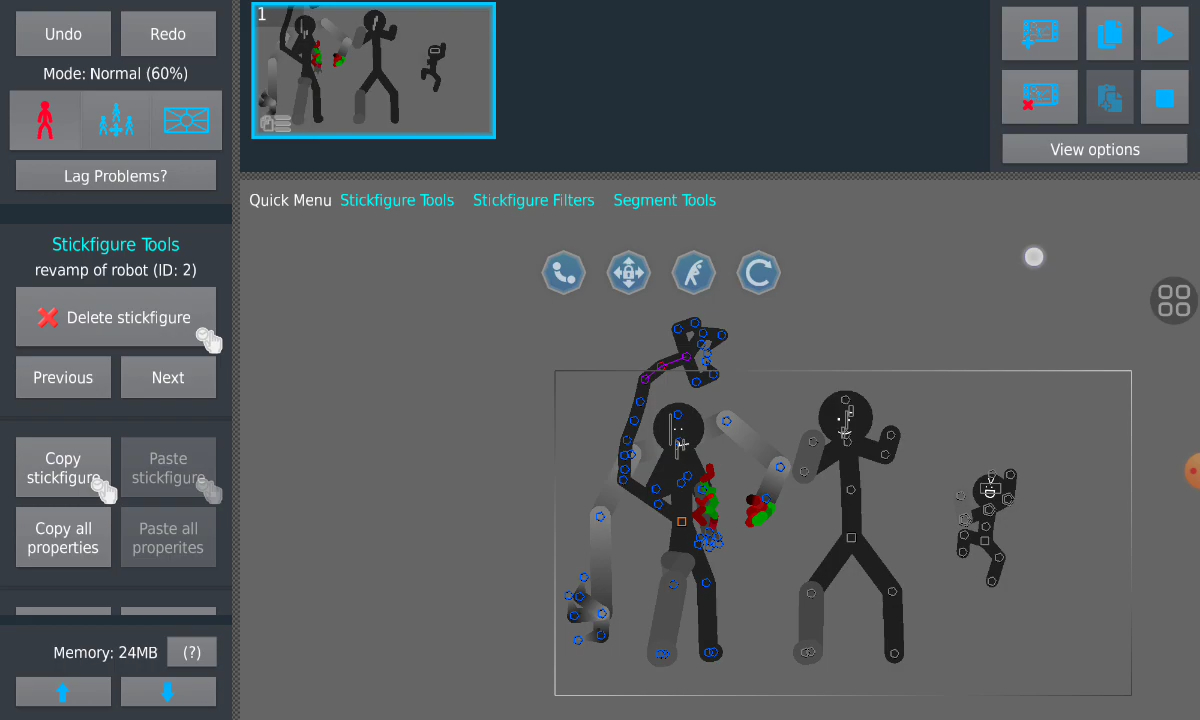 Undo
Redo
1
Mode: Normal (60%)
Lag Problems?
View options
Quick Menu
Stickfigure Tools
Stickfigure Filters
Segment Tools
Stickfigure Tools
revamp of robot (ID: 2)
Delete stickfigure
Previous
Next
Copy
stickfigure
Paste
stickfigure
Copy all
properties
Paste all
properites
Memory: 24MB
(?)